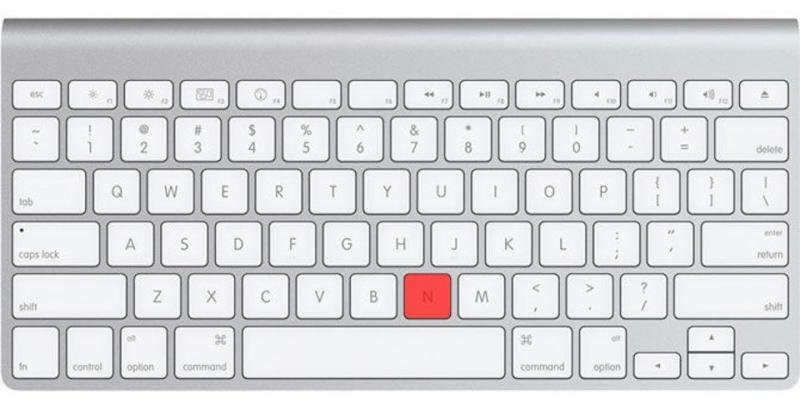 esc F1 F2 F3 F4 F5 F6 ◂◂ F7 ▸II F8 ▸▸ F9 F10 F11 F12
~ ! @ # $ % ^ & * ( ) _ +
` 1 2 3 4 5 6 7 8 9 0 - = delete
tab Q W E R T Y U I O P { [ } ] | \
caps lock A S D F G H J K L : ; " ' enter return
shift Z X C V B N M < , > . ? / shift
fn control alt option ⌘ command ⌘ command alt option ◂ ▴ ▾ ▸